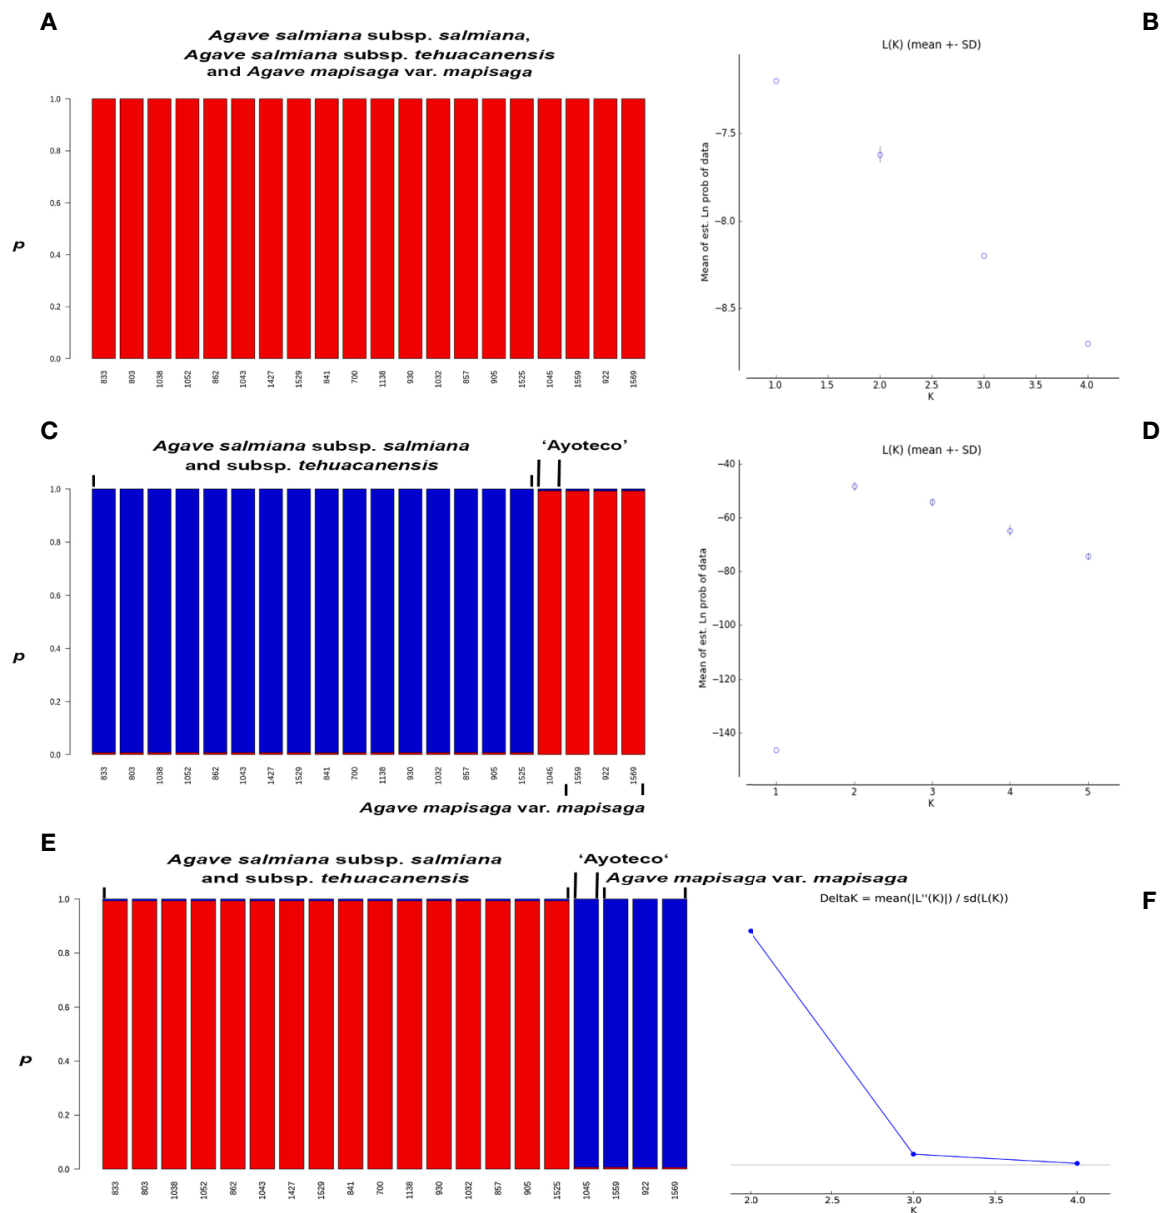 A
B
Agave salmiana subsp. salmiana,
Agave salmiana subsp. tehuacanensis
and Agave mapisaga var. mapisaga
1.0
0.8
0.6
0.4
0.2
0.0
p
833 803 1038 1052 862 1043 1427 1529 841 700 1138 930 1032 857 905 1525 1045 1559 922 1569
L(K) (mean +- SD)
Mean of est. Ln prob of data
−7.5
−8.0
−8.5
1.0 1.5 2.0 2.5 3.0 3.5 4.0
K
C
D
Agave salmiana subsp. salmiana
and subsp. tehuacanensis
‘Ayoteco’
1.0
0.8
0.6
0.4
0.2
0.0
p
833 803 1038 1052 862 1043 1427 1529 841 700 1138 930 1032 857 905 1525 1045 1559 922 1569
Agave mapisaga var. mapisaga
L(K) (mean +- SD)
Mean of est. Ln prob of data
−40
−60
−80
−100
−120
−140
1 2 3 4 5
K
E
F
Agave salmiana subsp. salmiana
and subsp. tehuacanensis
‘Ayoteco‘
Agave mapisaga var. mapisaga
1.0
0.8
0.6
0.4
0.2
0.0
p
833 803 1038 1052 862 1043 1427 1529 841 700 1138 930 1032 857 905 1525 1045 1559 922 1569
DeltaK = mean(|L''(K)|) / sd(L(K))
2.0 2.5 3.0 3.5 4.0
K